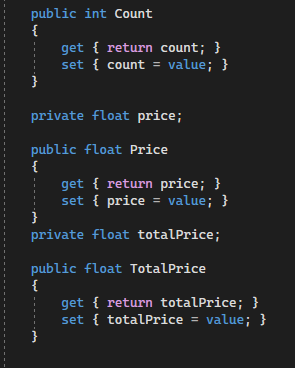 public int Count
{
get { return count; }
set { count = value; }
}
private float price;
public float Price
{
get { return price; }
set { price = value; }
}
private float totalPrice;
public float TotalPrice
{
get { return totalPrice; }
set { totalPrice = value; }
}